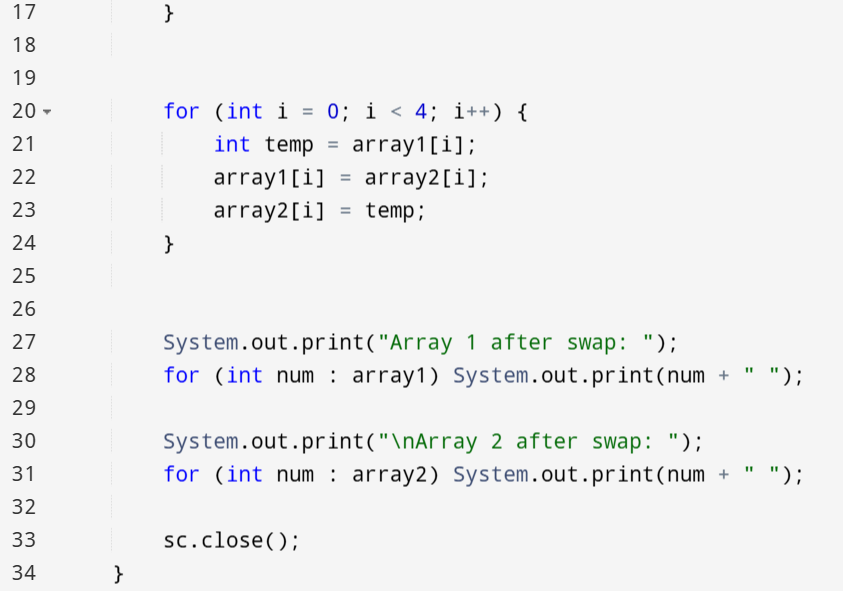 17 }
18
19
20 for (int i = 0; i < 4; i++) {
21 int temp = array1[i];
22 array1[i] = array2[i];
23 array2[i] = temp;
24 }
25
26
27 System.out.print("Array 1 after swap: ");
28 for (int num : array1) System.out.print(num + " ");
29
30 System.out.print("\nArray 2 after swap: ");
31 for (int num : array2) System.out.print(num + " ");
32
33 sc.close();
34 }